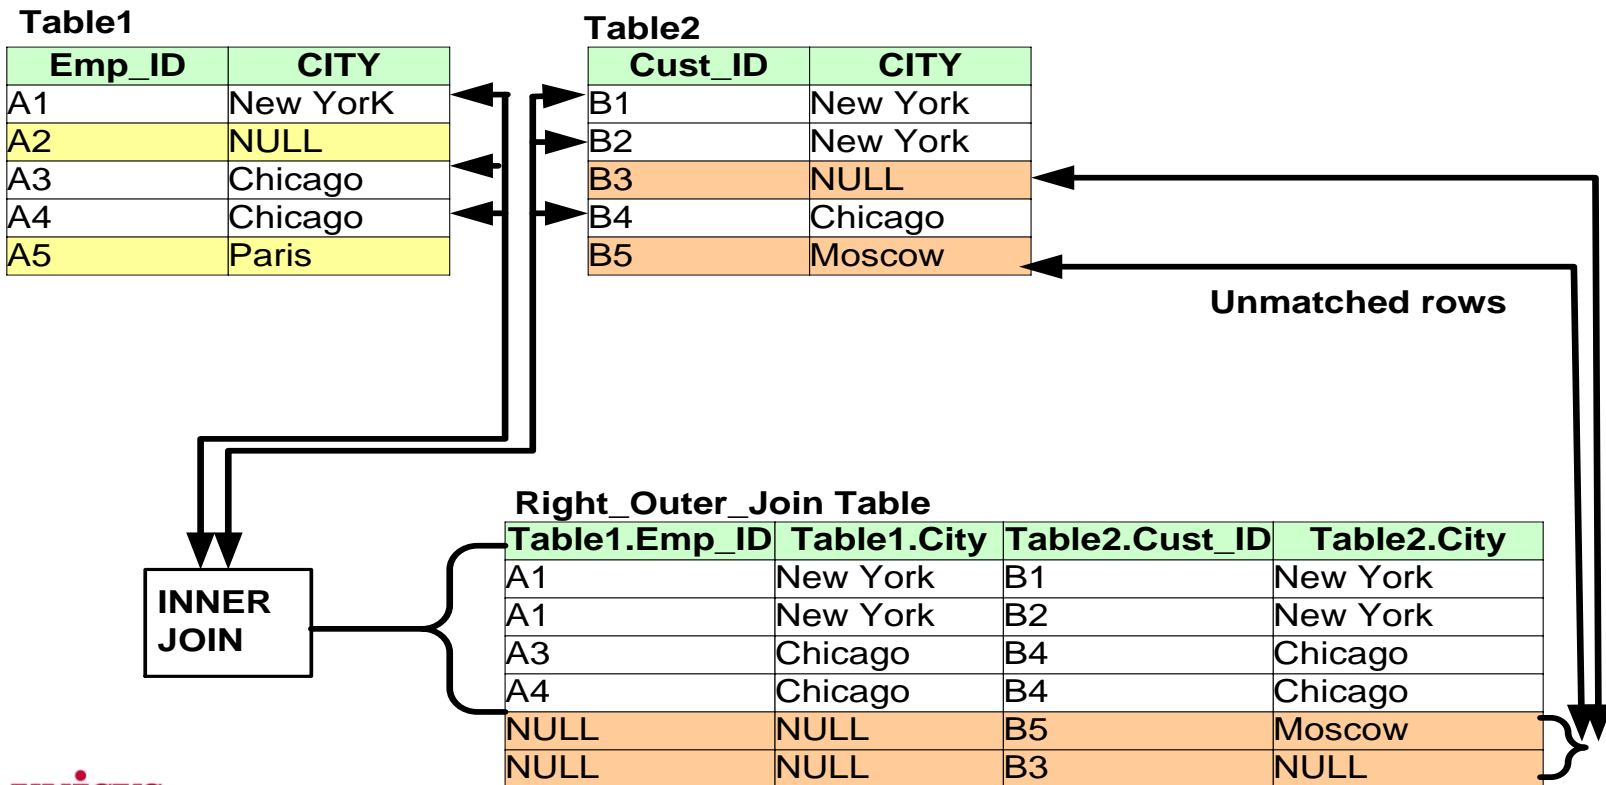 Table1
Table2
Emp_ID CITY
Cust_ID CITY
A1 New YorK
B1 New York
A2 NULL
B2 New York
A3 Chicago
B3 NULL
A4 Chicago
B4 Chicago
A5 Paris
B5 Moscow
Unmatched rows
Right_Outer_Join Table
Table1.Emp_ID Table1.City Table2.Cust_ID Table2.City
A1 New York B1 New York
INNER
JOIN
A1 New York B2 New York
A3 Chicago B4 Chicago
A4 Chicago B4 Chicago
NULL NULL B5 Moscow
NULL NULL B3 NULL